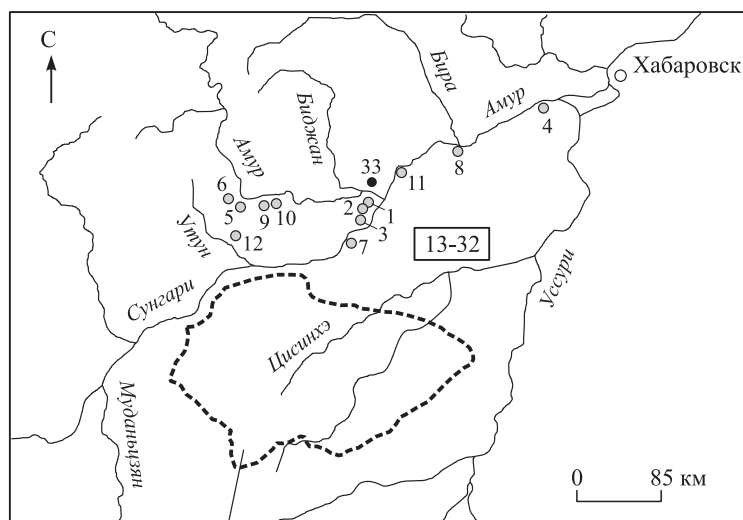 С
Хабаровск
Бира
Амур
4
Биджан
8
Амур
33
11
6
5
9
10
2
1
3
Утун
12
7
13-32
Сунгари
Уссури
Цисинхэ
Муданьцзян
0 85 км